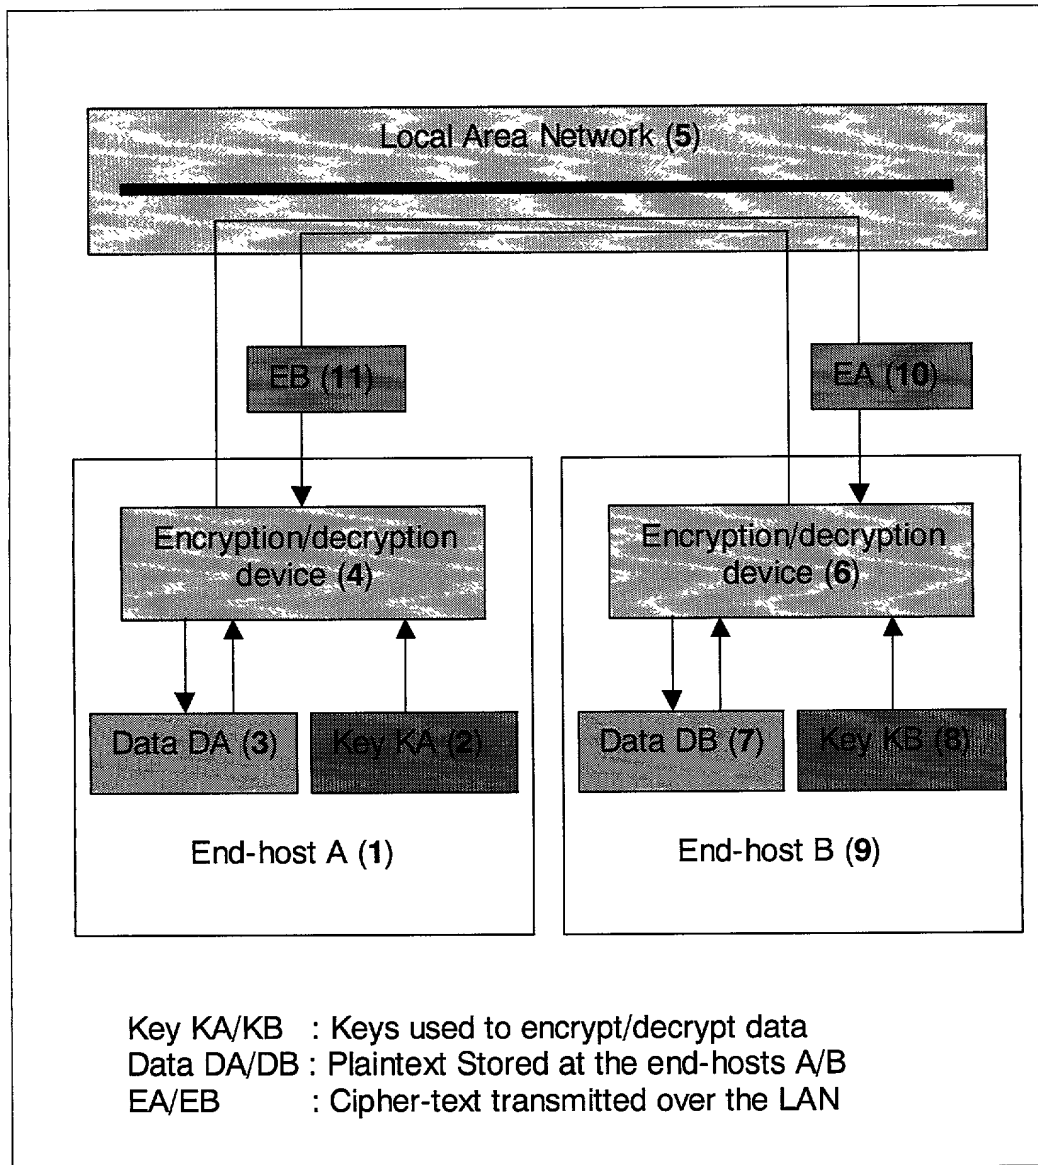 Local Area Network (5)
EB (11)
EA (10)
Encryption/decryption
device (4)
Encryption/decryption
device (6)
Data DA (3)
Key KA (2)
Data DB (7)
Key KB (8)
End-host A (1)
End-host B (9)
Key KA/KB : Keys used to encrypt/decrypt data
Data DA/DB : Plaintext Stored at the end-hosts A/B
EA/EB : Cipher-text transmitted over the LAN